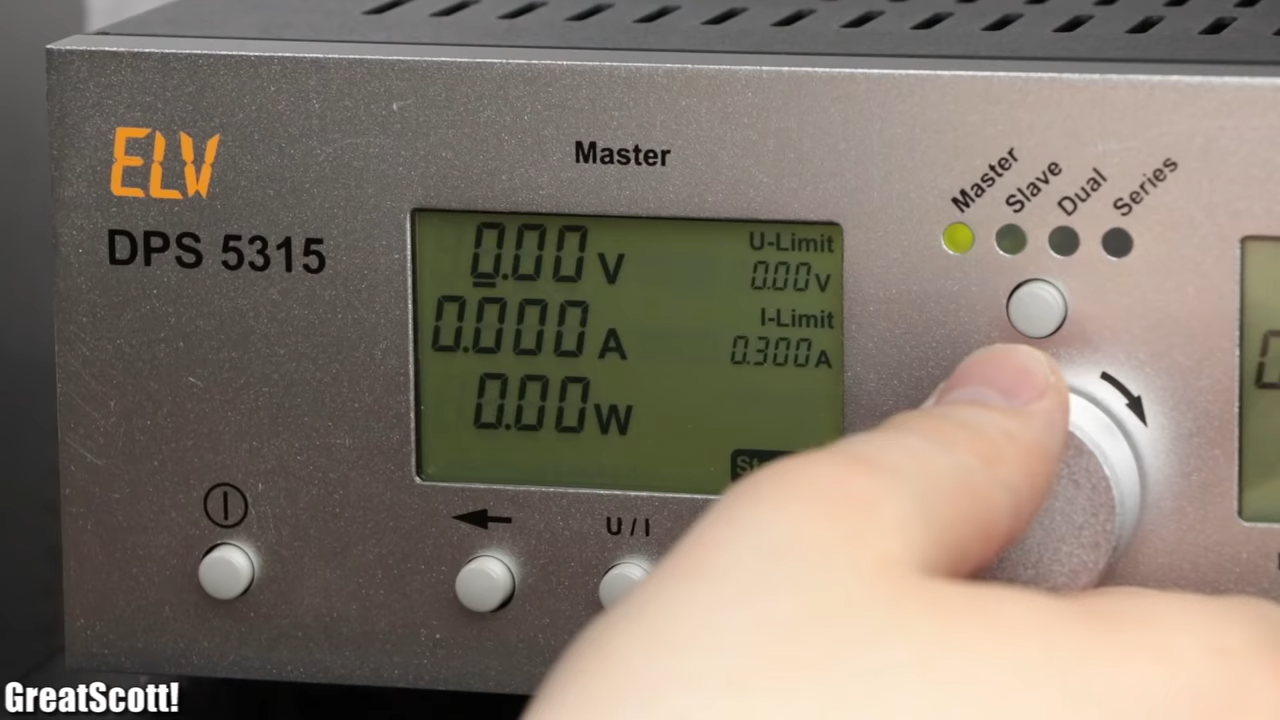 ELV
DPS 5315
Master
0.00 V
0.000 A
0.00 W
U-Limit
0.00 V
I-Limit
0.300 A
Master
Slave
Dual
Series
U / I
GreatScott!